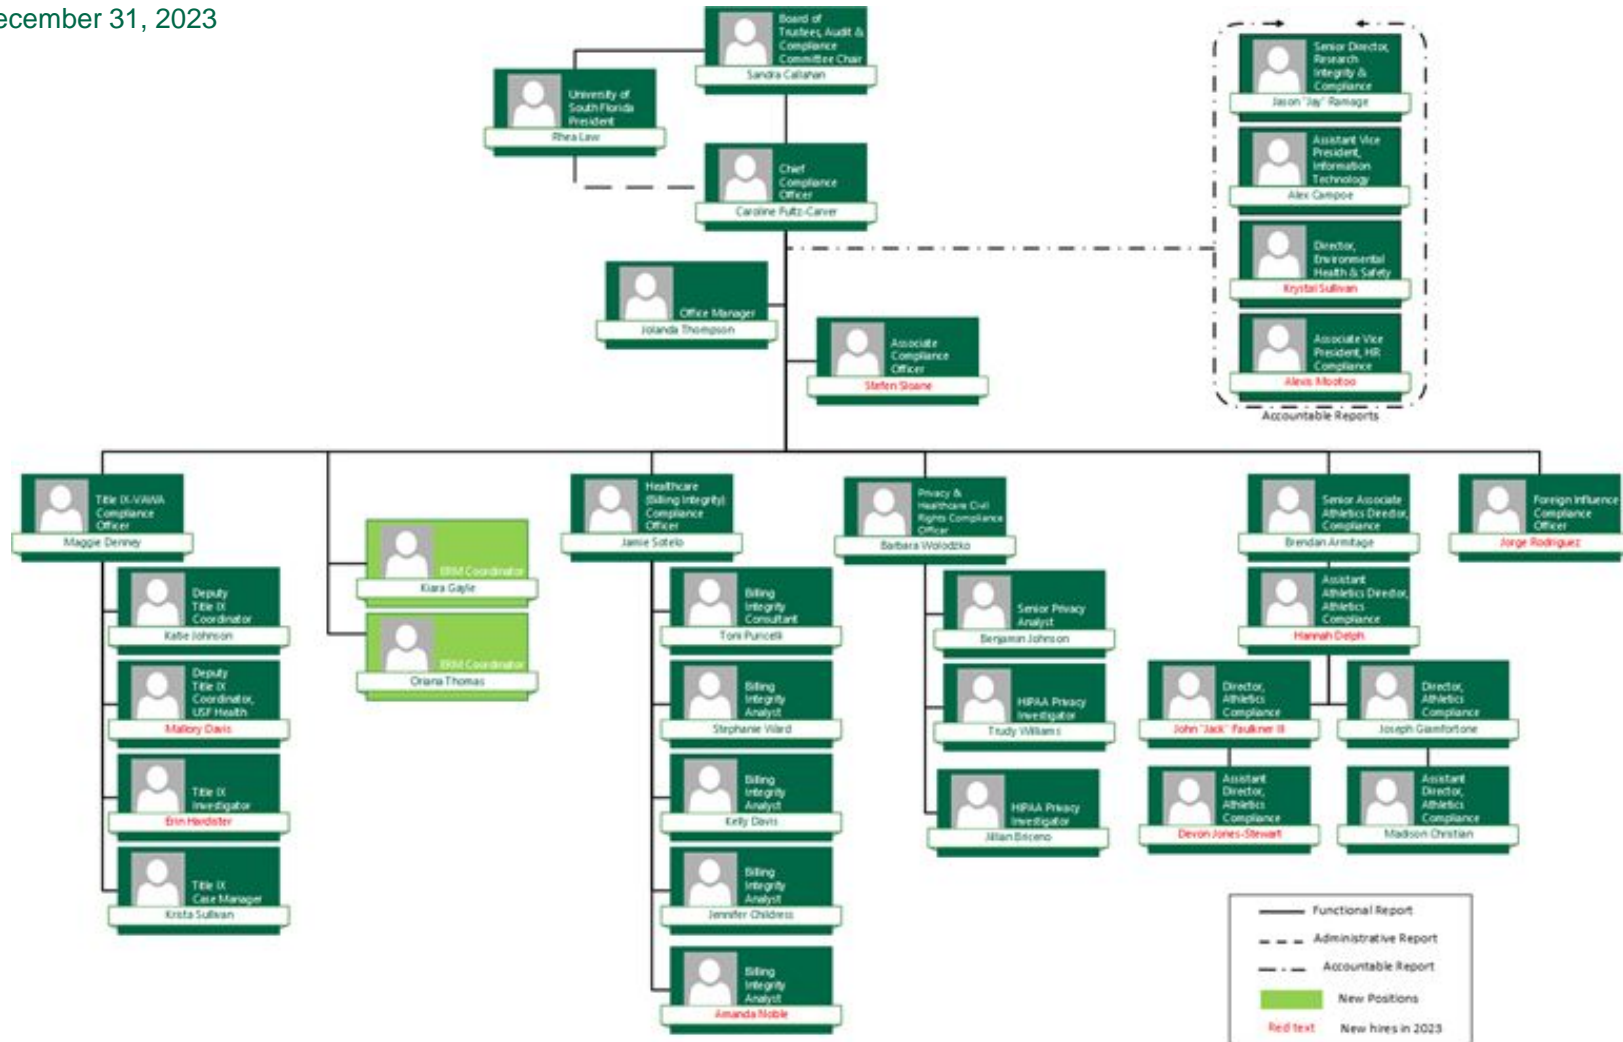 ecember 31, 2023
Board of
Trustees, Audit &
Compliance
Committee Chair
Sandra Callahan
University of
South Florida
President
Rhea Law
Chief
Compliance
Officer
Caroline Fultz-Carver
Office Manager
Jolanda Thompson
Associate
Compliance
Officer
Stefen Sloane
Senior Director,
Research
Integrity &
Compliance
Jason "Jay" Ramage
Assistant Vice
President,
Information
Technology
Alex Campoe
Director,
Environmental
Health & Safety
Krystal Sullivan
Associate Vice
President, HR
Compliance
Alexis Mootoo
Accountable Reports
Title IX-VAWA
Compliance
Officer
Maggie Denney
Deputy
Title IX
Coordinator
Katie Johnson
Deputy
Title IX
Coordinator,
USF Health
Mallory Davis
Title IX
Investigator
Erin Hardister
Title IX
Case Manager
Krista Sullivan
ERM Coordinator
Kiara Gayle
ERM Coordinator
Oriana Thomas
Healthcare
(Billing Integrity)
Compliance
Officer
Jamie Sotelo
Billing
Integrity
Consultant
Toni Puricelli
Billing
Integrity
Analyst
Stephanie Ward
Billing
Integrity
Analyst
Kelly Davis
Billing
Integrity
Analyst
Jennifer Childress
Billing
Integrity
Analyst
Amanda Noble
Privacy &
Healthcare Civil
Rights Compliance
Officer
Barbara Wolodzko
Senior Privacy
Analyst
Benjamin Johnson
HIPAA Privacy
Investigator
Trudy Williams
HIPAA Privacy
Investigator
Jillian Briceno
Senior Associate
Athletics Director,
Compliance
Brendan Armitage
Assistant
Athletics Director,
Athletics
Compliance
Hannah Delph
Director,
Athletics
Compliance
John "Jack" Faulkner III
Director,
Athletics
Compliance
Joseph Giamfortone
Assistant
Director,
Athletics
Compliance
Devon Jones-Stewart
Assistant
Director,
Athletics
Compliance
Madison Christian
Foreign Influence
Compliance
Officer
Jorge Rodriguez
Functional Report
Administrative Report
Accountable Report
New Positions
Red text New hires in 2023